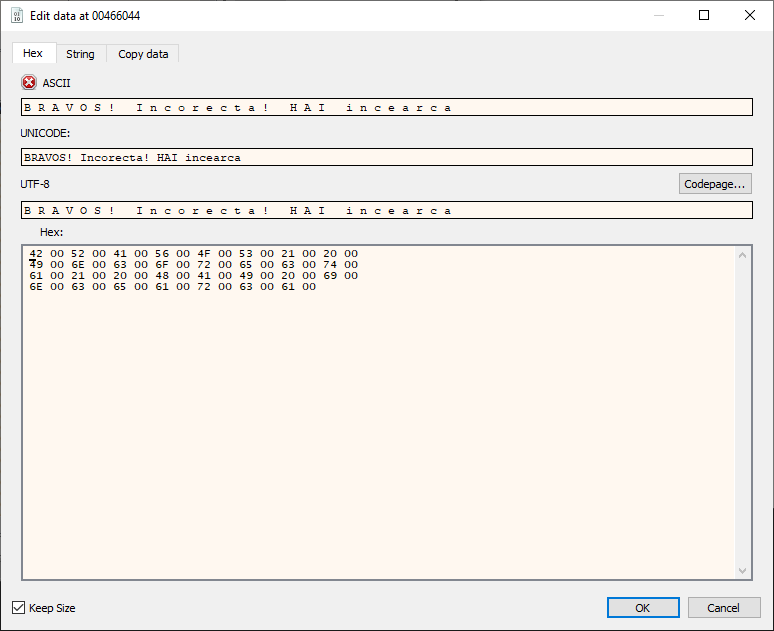 Edit data at 00466044
Hex String Copy data
ASCII
B R A V O S !   I n c o r e c t a !   H A I   i n c e a r c a
UNICODE:
BRAVOS! Incorecta! HAI incearca
UTF-8
Codepage...
B R A V O S !   I n c o r e c t a !   H A I   i n c e a r c a
Hex:
42 00 52 00 41 00 56 00 4F 00 53 00 21 00 20 00
49 00 6E 00 63 00 6F 00 72 00 65 00 63 00 74 00
61 00 21 00 20 00 48 00 41 00 49 00 20 00 69 00
6E 00 63 00 65 00 61 00 72 00 63 00 61 00
Keep Size
OK
Cancel